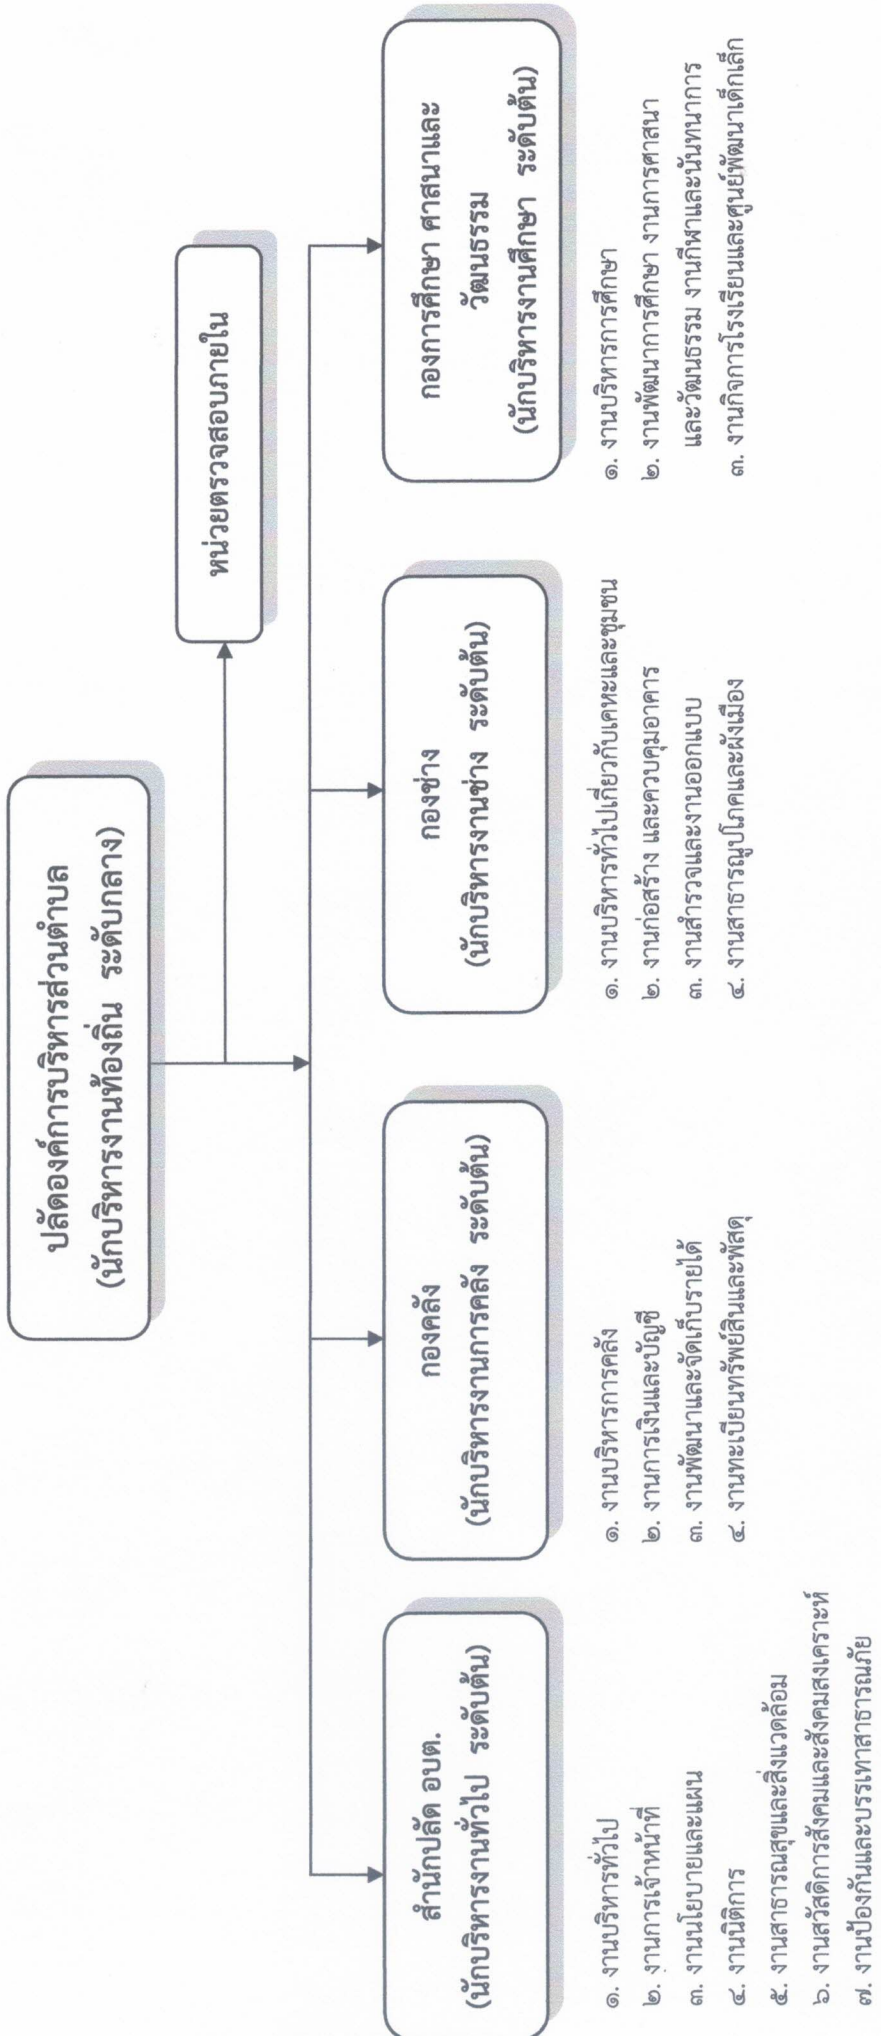 ปลัดองค์การบริหารส่วนตำบล
(นักบริหารงานท้องถิ่น ระดับกลาง)
หน่วยตรวจสอบภายใน
สำนักปลัด อบต.
(นักบริหารงานทั่วไป ระดับต้น)
๑. งานบริหารทั่วไป
๒. งานการเจ้าหน้าที่
๓. งานนโยบายและแผน
๔. งานนิติการ
๕. งานสาธารณสุขและสิ่งแวดล้อม
๖. งานสวัสดิการสังคมและสังคมสงเคราะห์
๗. งานป้องกันและบรรเทาสาธารณภัย
กองคลัง
(นักบริหารงานการคลัง ระดับต้น)
๑. งานบริหารการคลัง
๒. งานการเงินและบัญชี
๓. งานพัฒนาและจัดเก็บรายได้
๔. งานทะเบียนทรัพย์สินและพัสดุ
กองช่าง
(นักบริหารงานช่าง ระดับต้น)
๑. งานบริหารทั่วไปเกี่ยวกับเคหะและชุมชน
๒. งานก่อสร้าง และควบคุมอาคาร
๓. งานสำรวจและงานออกแบบ
๔. งานสาธารณูปโภคและผังเมือง
กองการศึกษา ศาสนาและ
วัฒนธรรม
(นักบริหารงานศึกษา ระดับต้น)
๑. งานบริหารการศึกษา
๒. งานพัฒนาการศึกษา งานการศาสนา
และวัฒนธรรม งานกีฬาและนันทนาการ
๓. งานกิจการโรงเรียนและศูนย์พัฒนาเด็กเล็ก